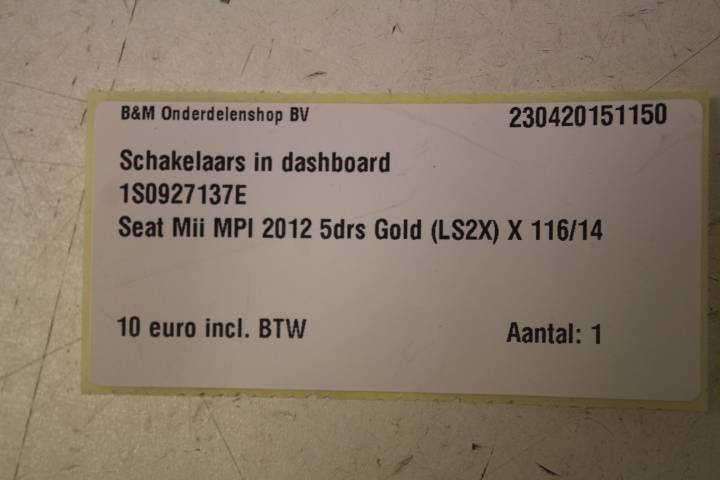 B&M Onderdelenshop BV 230420151150
Schakelaars in dashboard
1S0927137E
Seat Mii MPI 2012 5drs Gold (LS2X) X 116/14
10 euro incl. BTW Aantal: 1